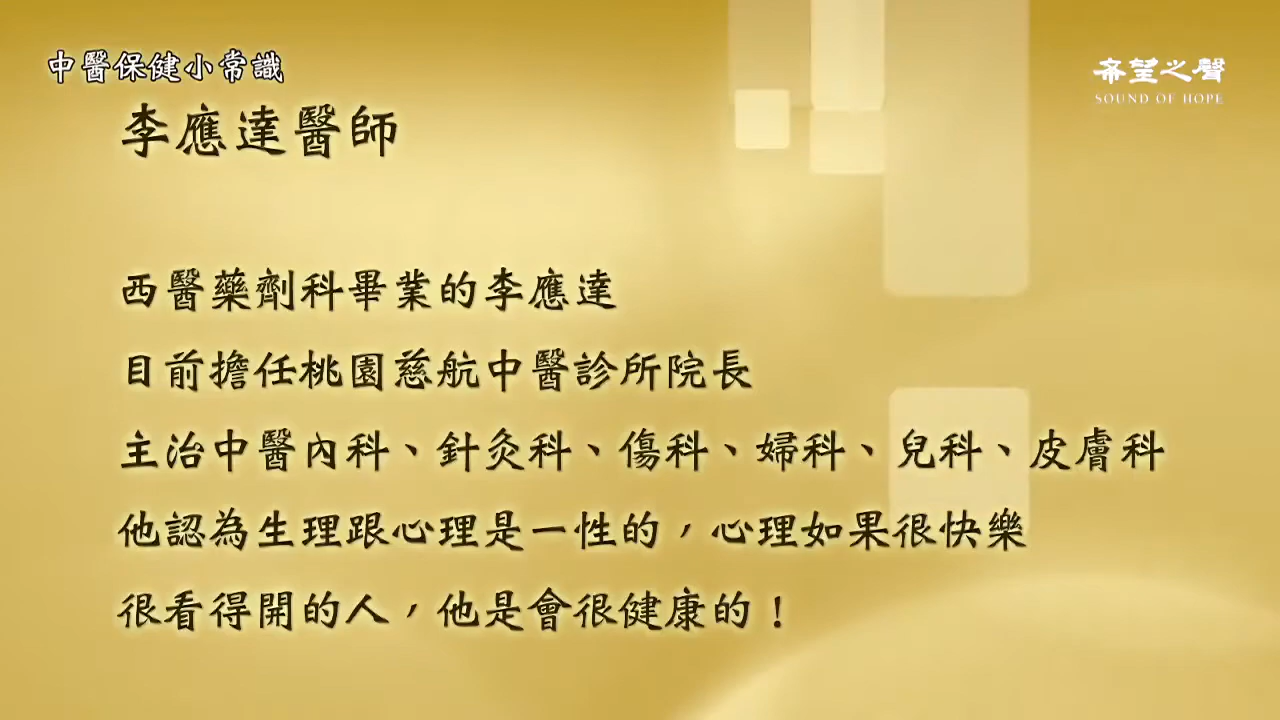 中醫保健小常識
希望之聲
SOUND OF HOPE
李應達醫師
西醫藥劑科畢業的李應達
目前擔任桃園慈航中醫診所院長
主治中醫內科、針灸科、傷科、婦科、兒科、皮膚科
他認為生理跟心理是一性的，心理如果很快樂
很看得開的人，他是會很健康的！